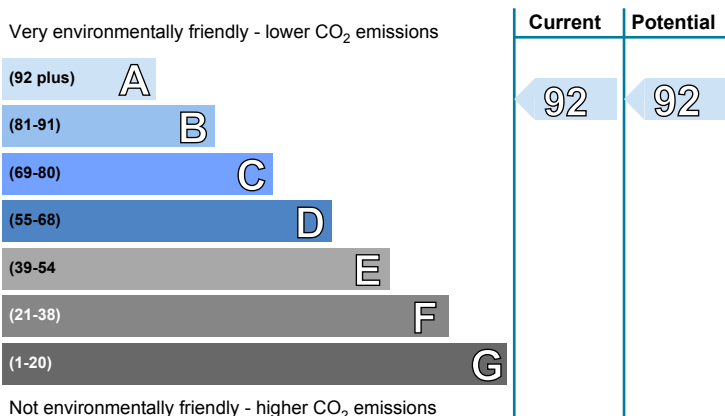 Very environmentally friendly - lower CO2 emissions
Current
Potential
(92 plus) A
92
92
(81-91) B
(69-80) C
(55-68) D
(39-54 E
(21-38) F
(1-20) G
Not environmentally friendly - higher CO2 emissions